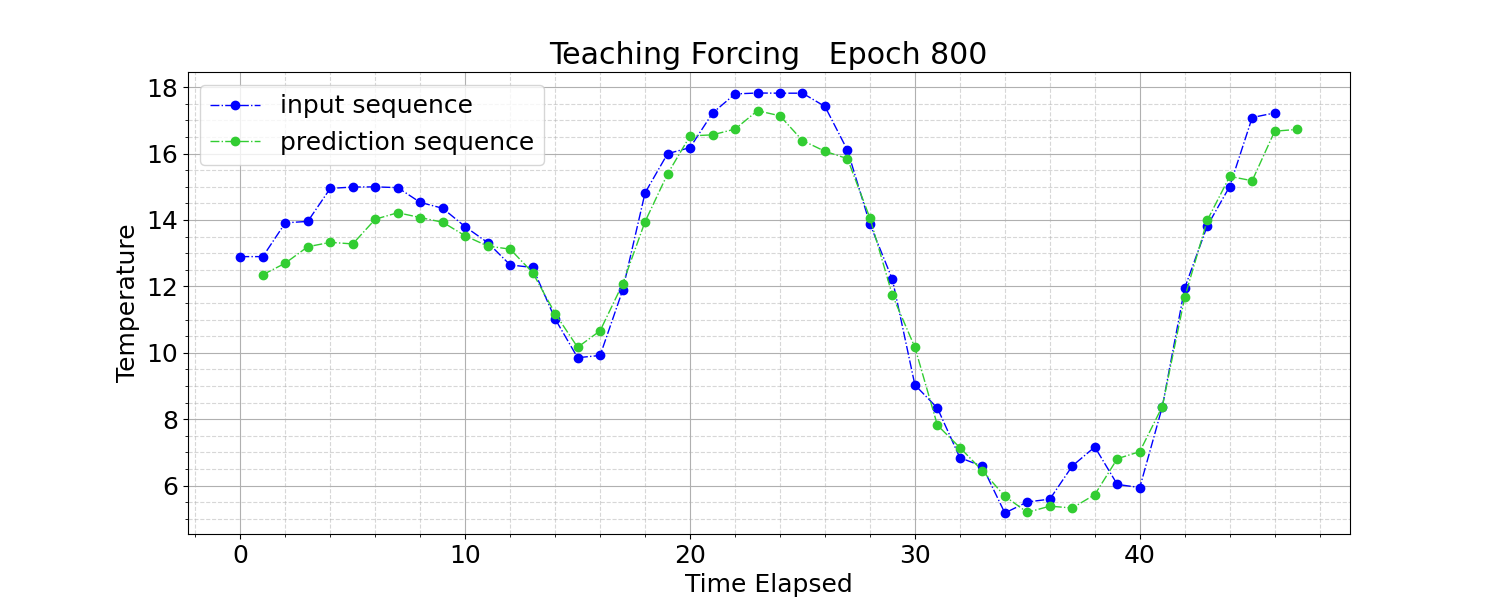 Teaching Forcing   Epoch 800
18
16
14
12
10
8
6
Temperature
input sequence
prediction sequence
0 10 20 30 40
Time Elapsed